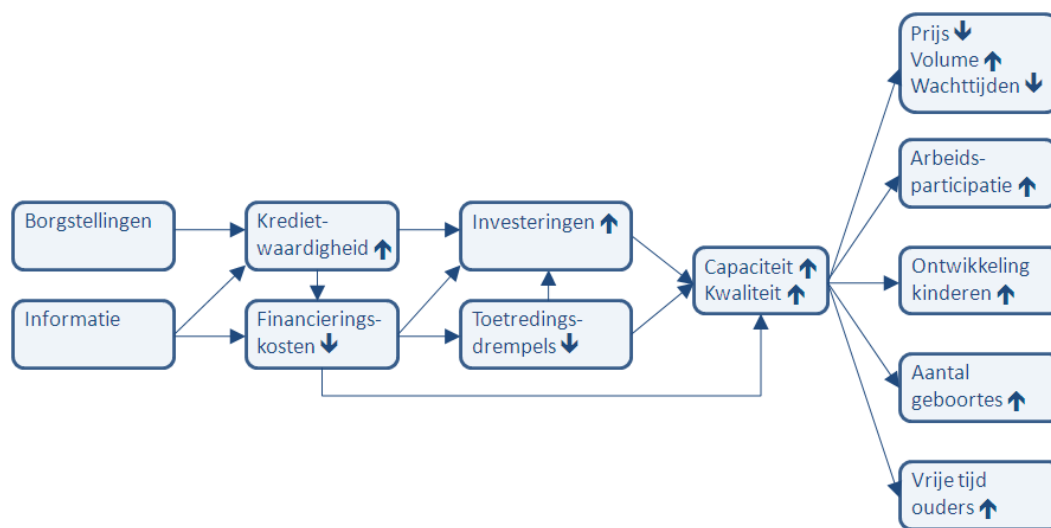 Borgstellingen
Informatie
Krediet-
waardigheid ↑
Financierings-
kosten ↓
Investeringen ↑
Toetredings-
drempels ↓
Capaciteit ↑
Kwaliteit ↑
Prijs ↓
Volume ↑
Wachttijden ↓
Arbeids-
participatie ↑
Ontwikkeling
kinderen ↑
Aantal
geboortes ↑
Vrije tijd
ouders ↑